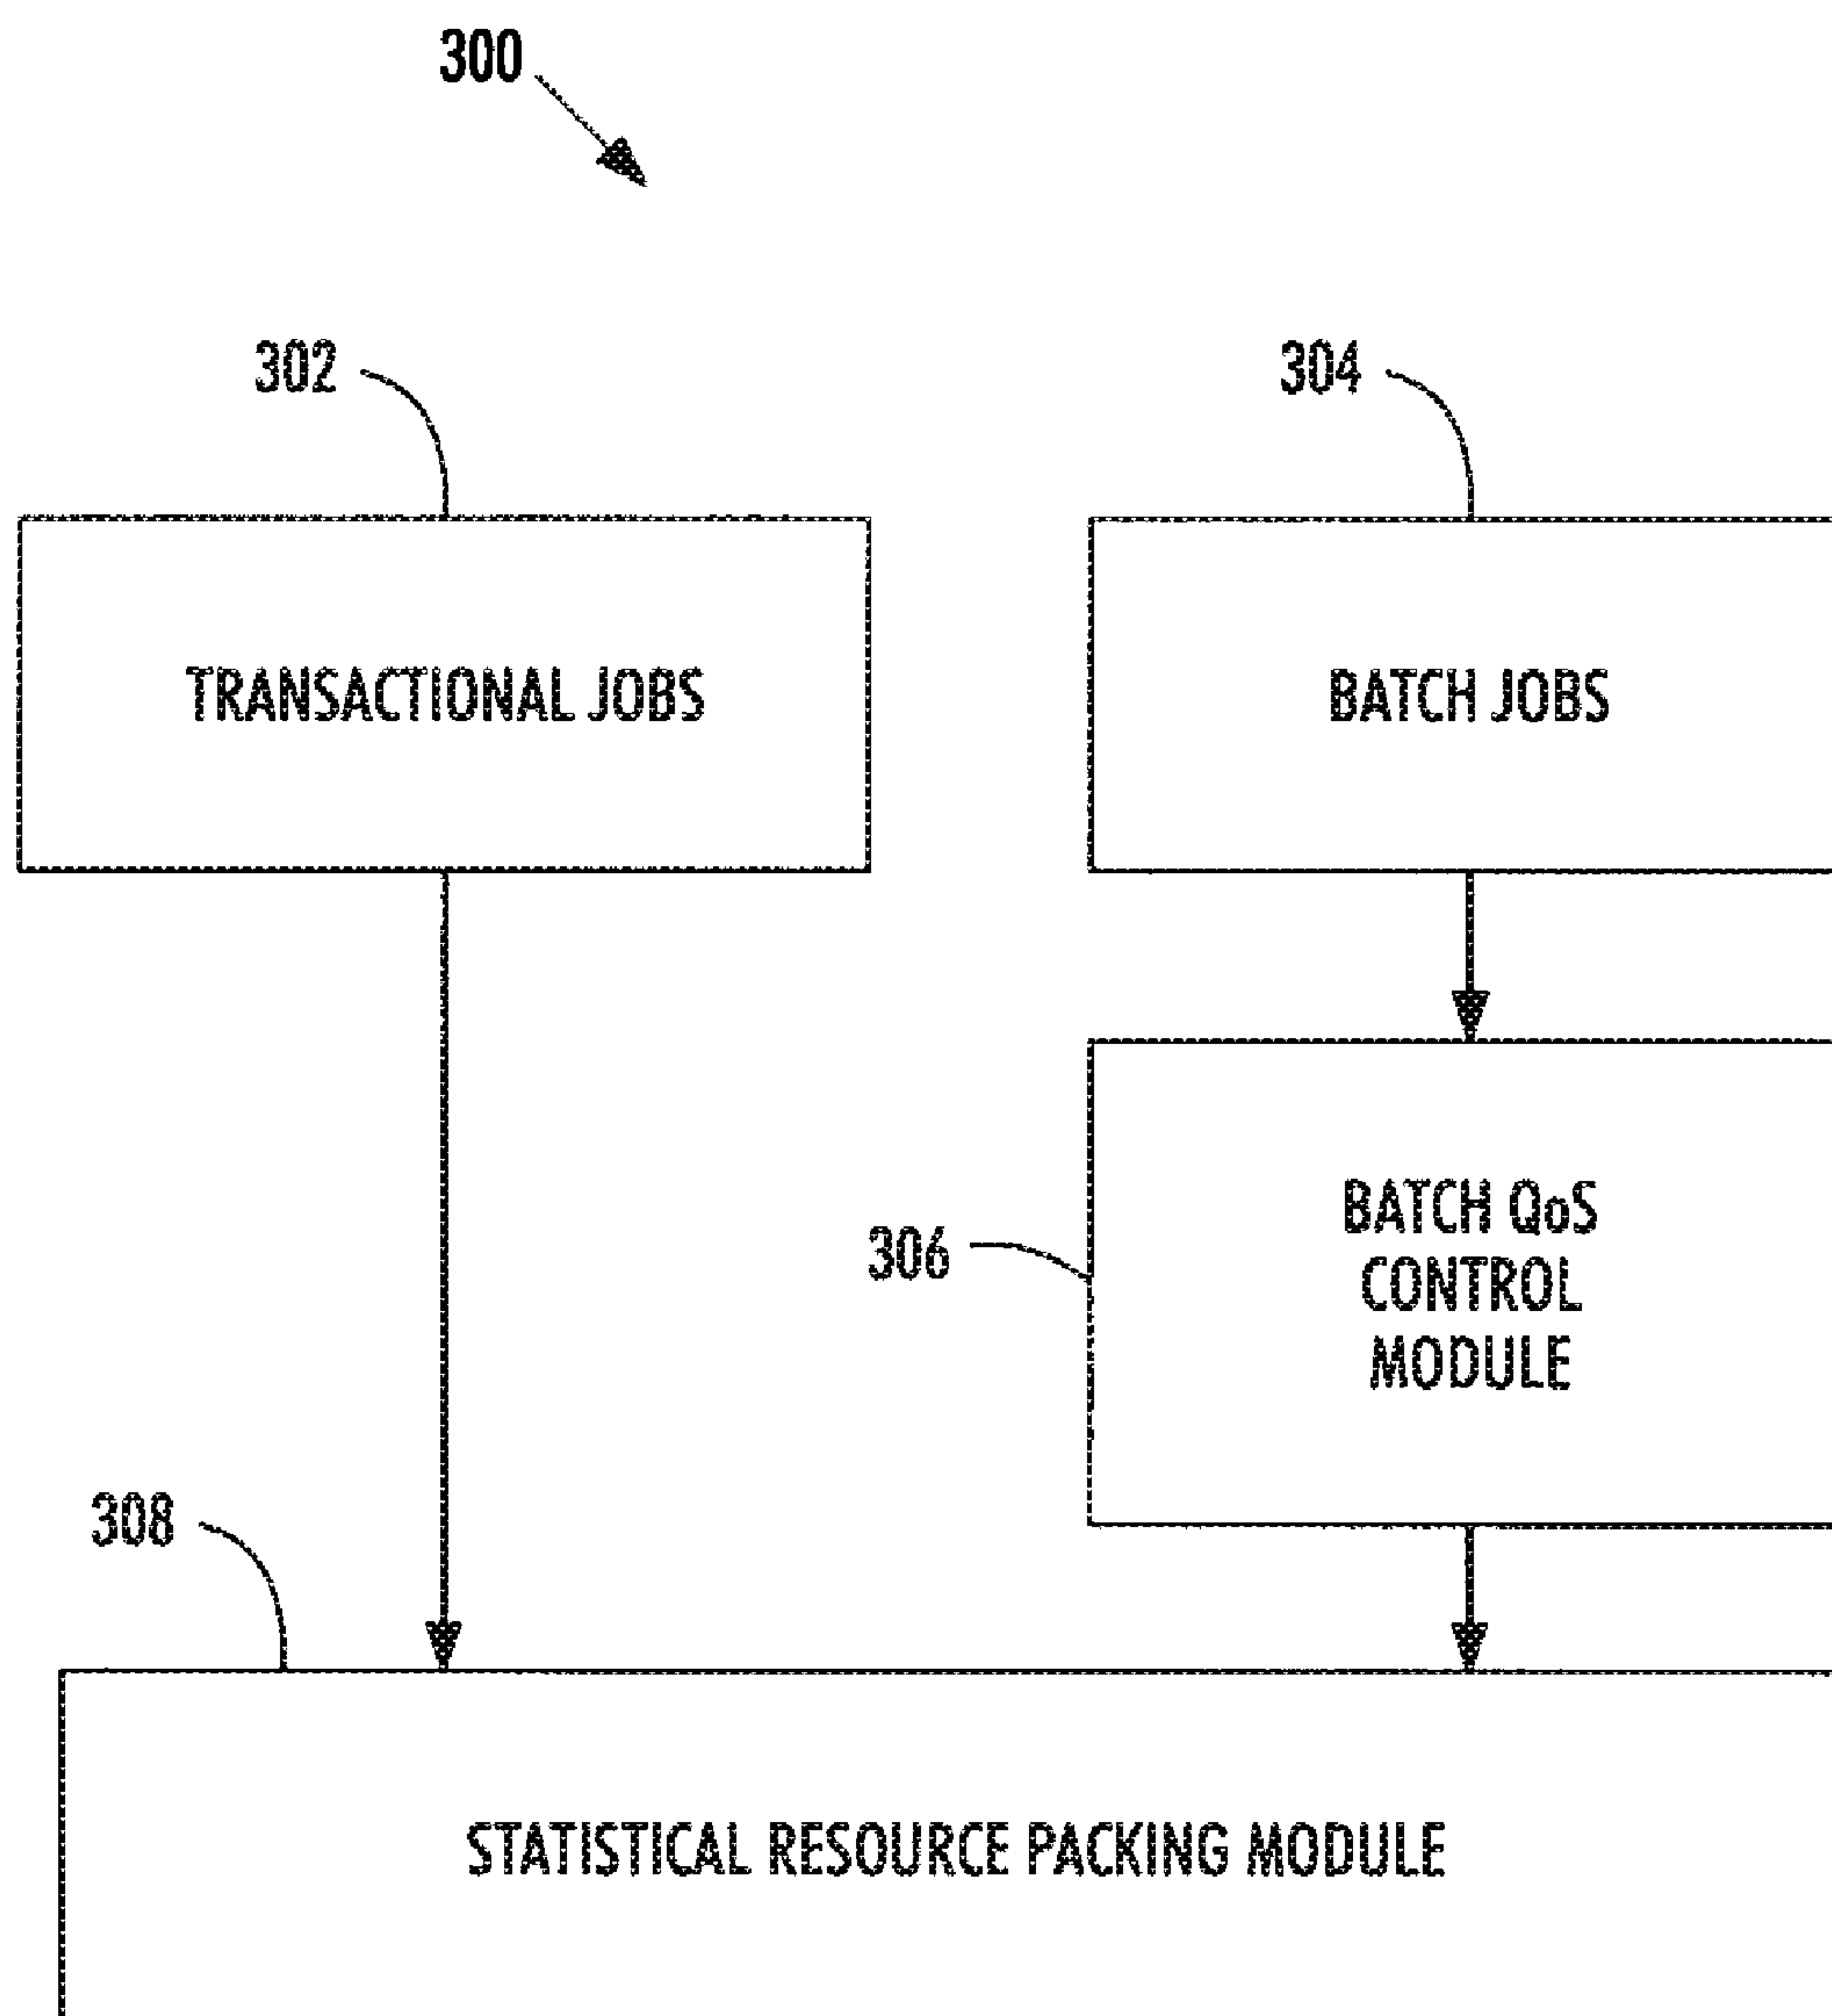 300
302
304
TRANSACTIONAL JOBS
BATCH JOBS
306
BATCH QoS
CONTROL
MODULE
308
STATISTICAL RESOURCE PACKING MODULE